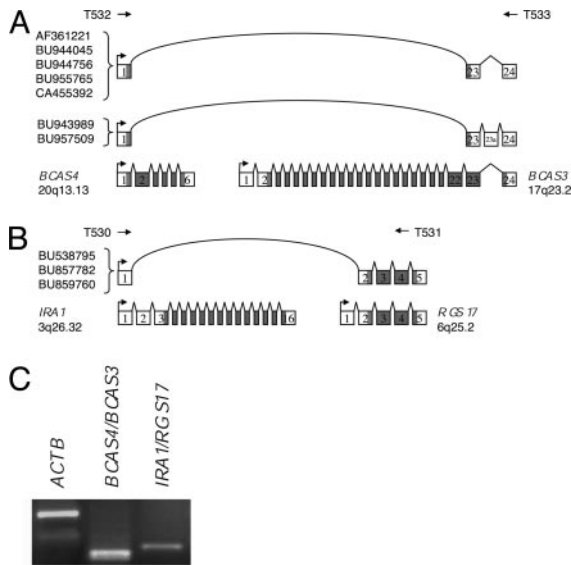 A
T532
T533
AF361221
BU944045
BU944756
BU955765
CA455392
1
23
24
BU943989
BU957509
1
23
23a
24
BCAS4
20q13.13
1
2
6
1
2
22
23
24
BCAS3
17q23.2
B
T530
T531
BU538795
BU857782
BU859760
1
2
3
4
5
IRA1
3q26.32
1
2
3
6
1
2
3
4
5
RGS17
6q25.2
C
ACTB
BCAS4/BCAS3
IRA1/RGS17